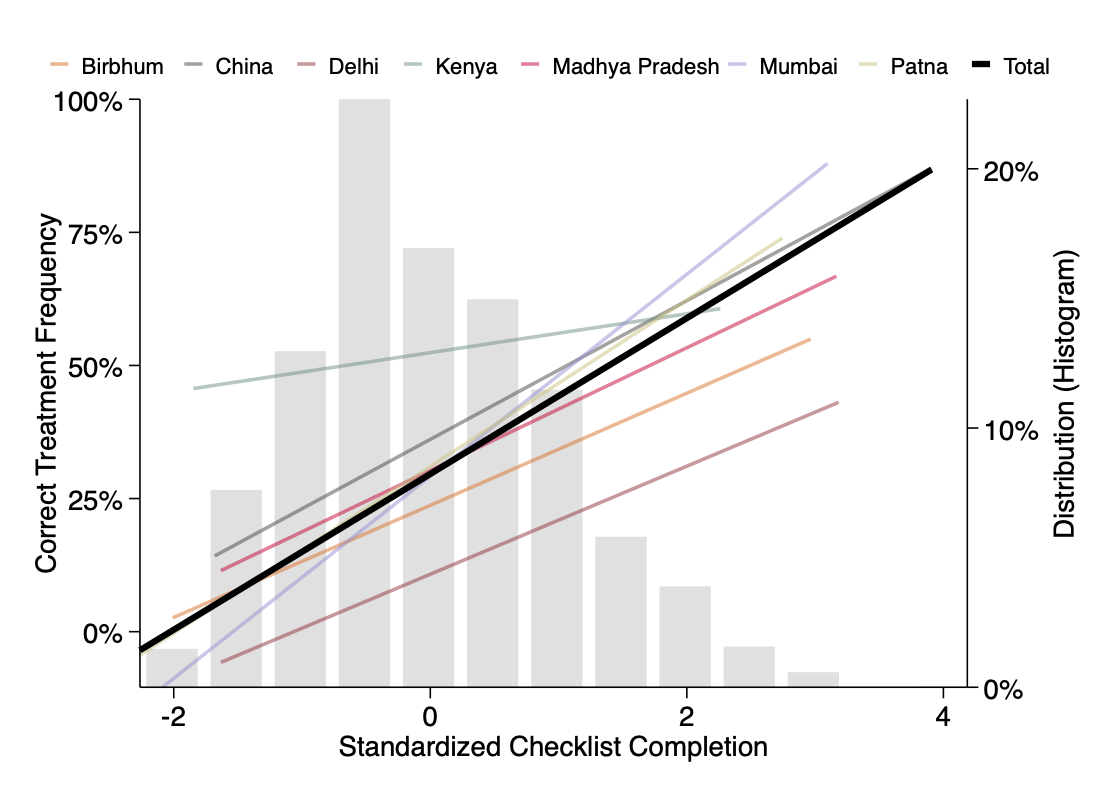 Birbhum China Delhi Kenya Madhya Pradesh Mumbai Patna Total
100%
75%
50%
25%
0%
Correct Treatment Frequency
20%
10%
0%
Distribution (Histogram)
-2 0 2 4
Standardized Checklist Completion